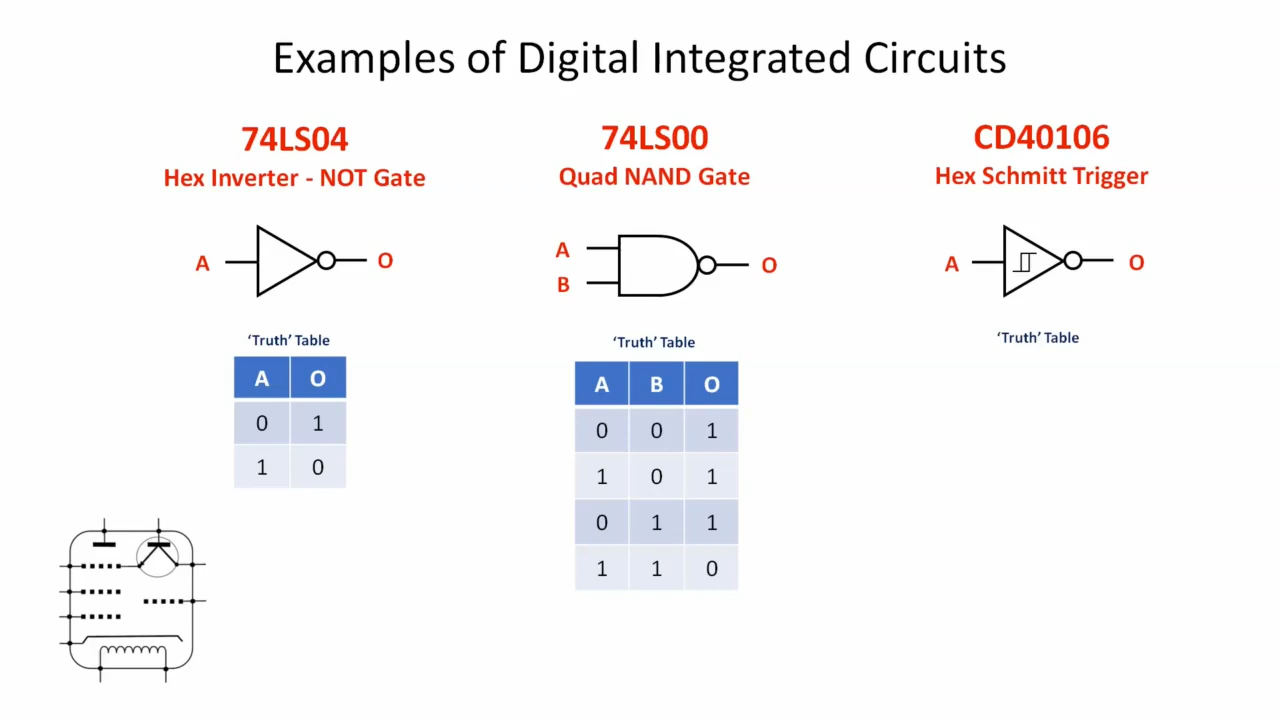 Examples of Digital Integrated Circuits
74LS04
Hex Inverter - NOT Gate
A
O
‘Truth’ Table
A O
0 1
1 0
74LS00
Quad NAND Gate
A
B
O
‘Truth’ Table
A B O
0 0 1
1 0 1
0 1 1
1 1 0
CD40106
Hex Schmitt Trigger
A
O
‘Truth’ Table